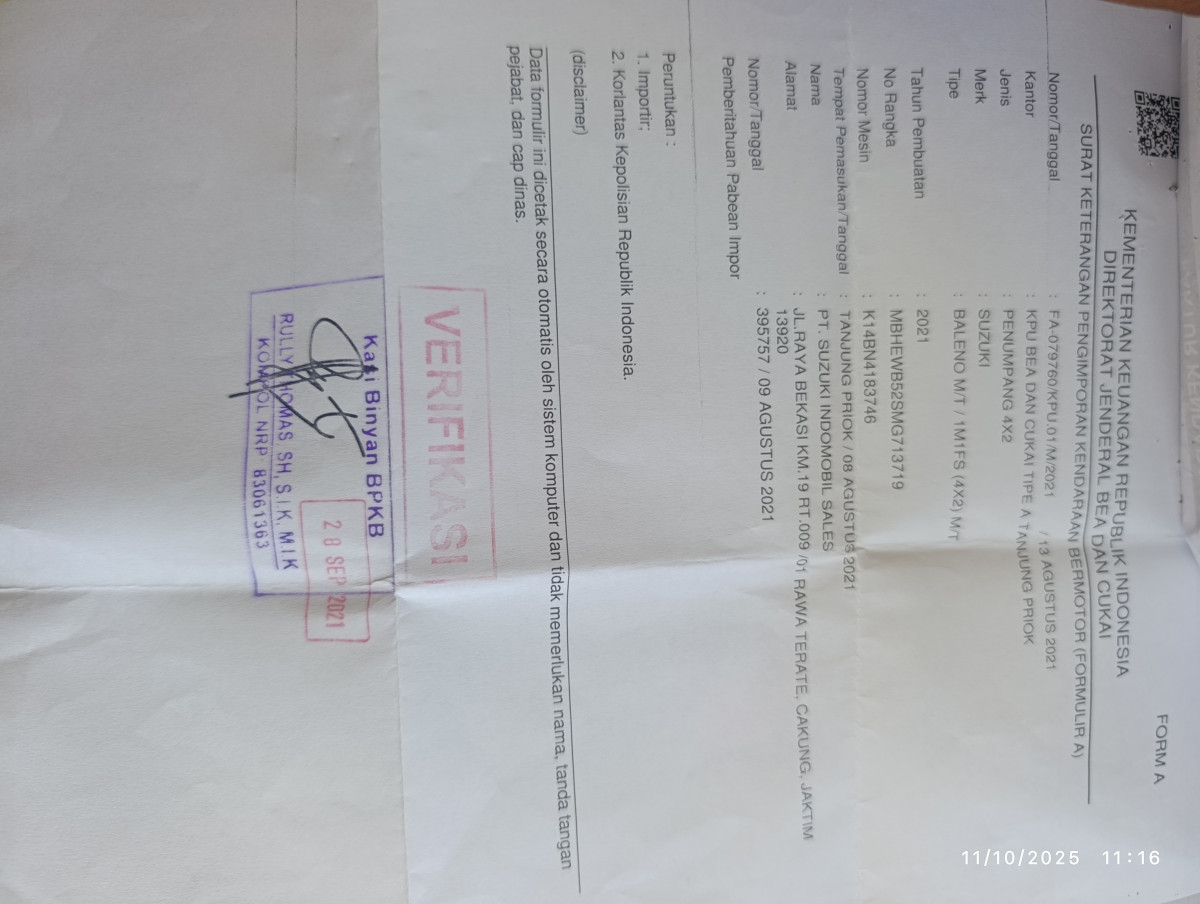 FORM A
KEMENTERIAN KEUANGAN REPUBLIK INDONESIA
DIREKTORAT JENDERAL BEA DAN CUKAI
SURAT KETERANGAN PENGIMPORAN KENDARAAN BERMOTOR (FORMULIR A)
Nomor/Tanggal : FA-079760/KPU.01/M/2021 / 13 AGUSTUS 2021
Kantor : KPU BEA DAN CUKAI TIPE A TANJUNG PRIOK
Jenis : PENUMPANG 4X2
Merk : SUZUKI
Tipe : BALENO M/T / 1M1FS (4X2) M/T
Tahun Pembuatan : 2021
No Rangka : MBHEWB52SMG713719
Nomor Mesin : K14BN4183746
Tempat Pemasukan/Tanggal : TANJUNG PRIOK / 08 AGUSTUS 2021
Nama : PT. SUZUKI INDOMOBIL SALES
Alamat : JL.RAYA BEKASI KM.19 RT.009 /01 RAWA TERATE, CAKUNG, JAKTIM
13920
Nomor/Tanggal : 395757 / 09 AGUSTUS 2021
Pemberitahuan Pabean Impor
Peruntukan :
1. Importir;
2. Korlantas Kepolisian Republik Indonesia.
(disclaimer)
Data formulir ini dicetak secara otomatis oleh sistem komputer dan tidak memerlukan nama, tanda tangan
pejabat, dan cap dinas.
VERIFIKASI
Kasi Binyan BPKB
28 SEP 2021
RULLY THOMAS, SH, S.I.K, M.I.K
KOMPOL NRP 83061363
11/10/2025 11:16